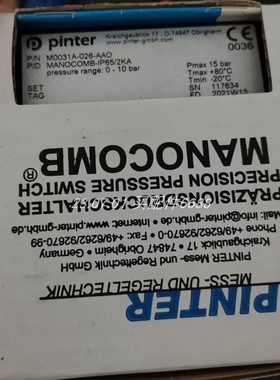 pinter
Kraichgaublick 17 - D-74847 Obrigheim
www.pinter-gmbh.com
CE
0036
P/N M0031A-026-AAO
P/N MANOCOMB-IP65/2KA
pressure range: 0 - 10 bar
Pmax 15 bar
Tmax +80°C
Tmin -20°C
SET
TAG
SN 117634
FD 2021W13
PINTER
MESS- UND REGELTECHNIK
PINTER Mess- und Regeltechnik GmbH
Kraichgaublick 17 • 74847 Obrigheim • Germany
Phone +49/6262/92670-0 • Fax: +49/6262/92670-99
Mail: info@pinter-gmbh.de • Internet: www.pinter-gmbh.de
PRÄZISIONSDRUCKSCHALTER
PRECISION PRESSURE SWITCH
MANOCOMB®